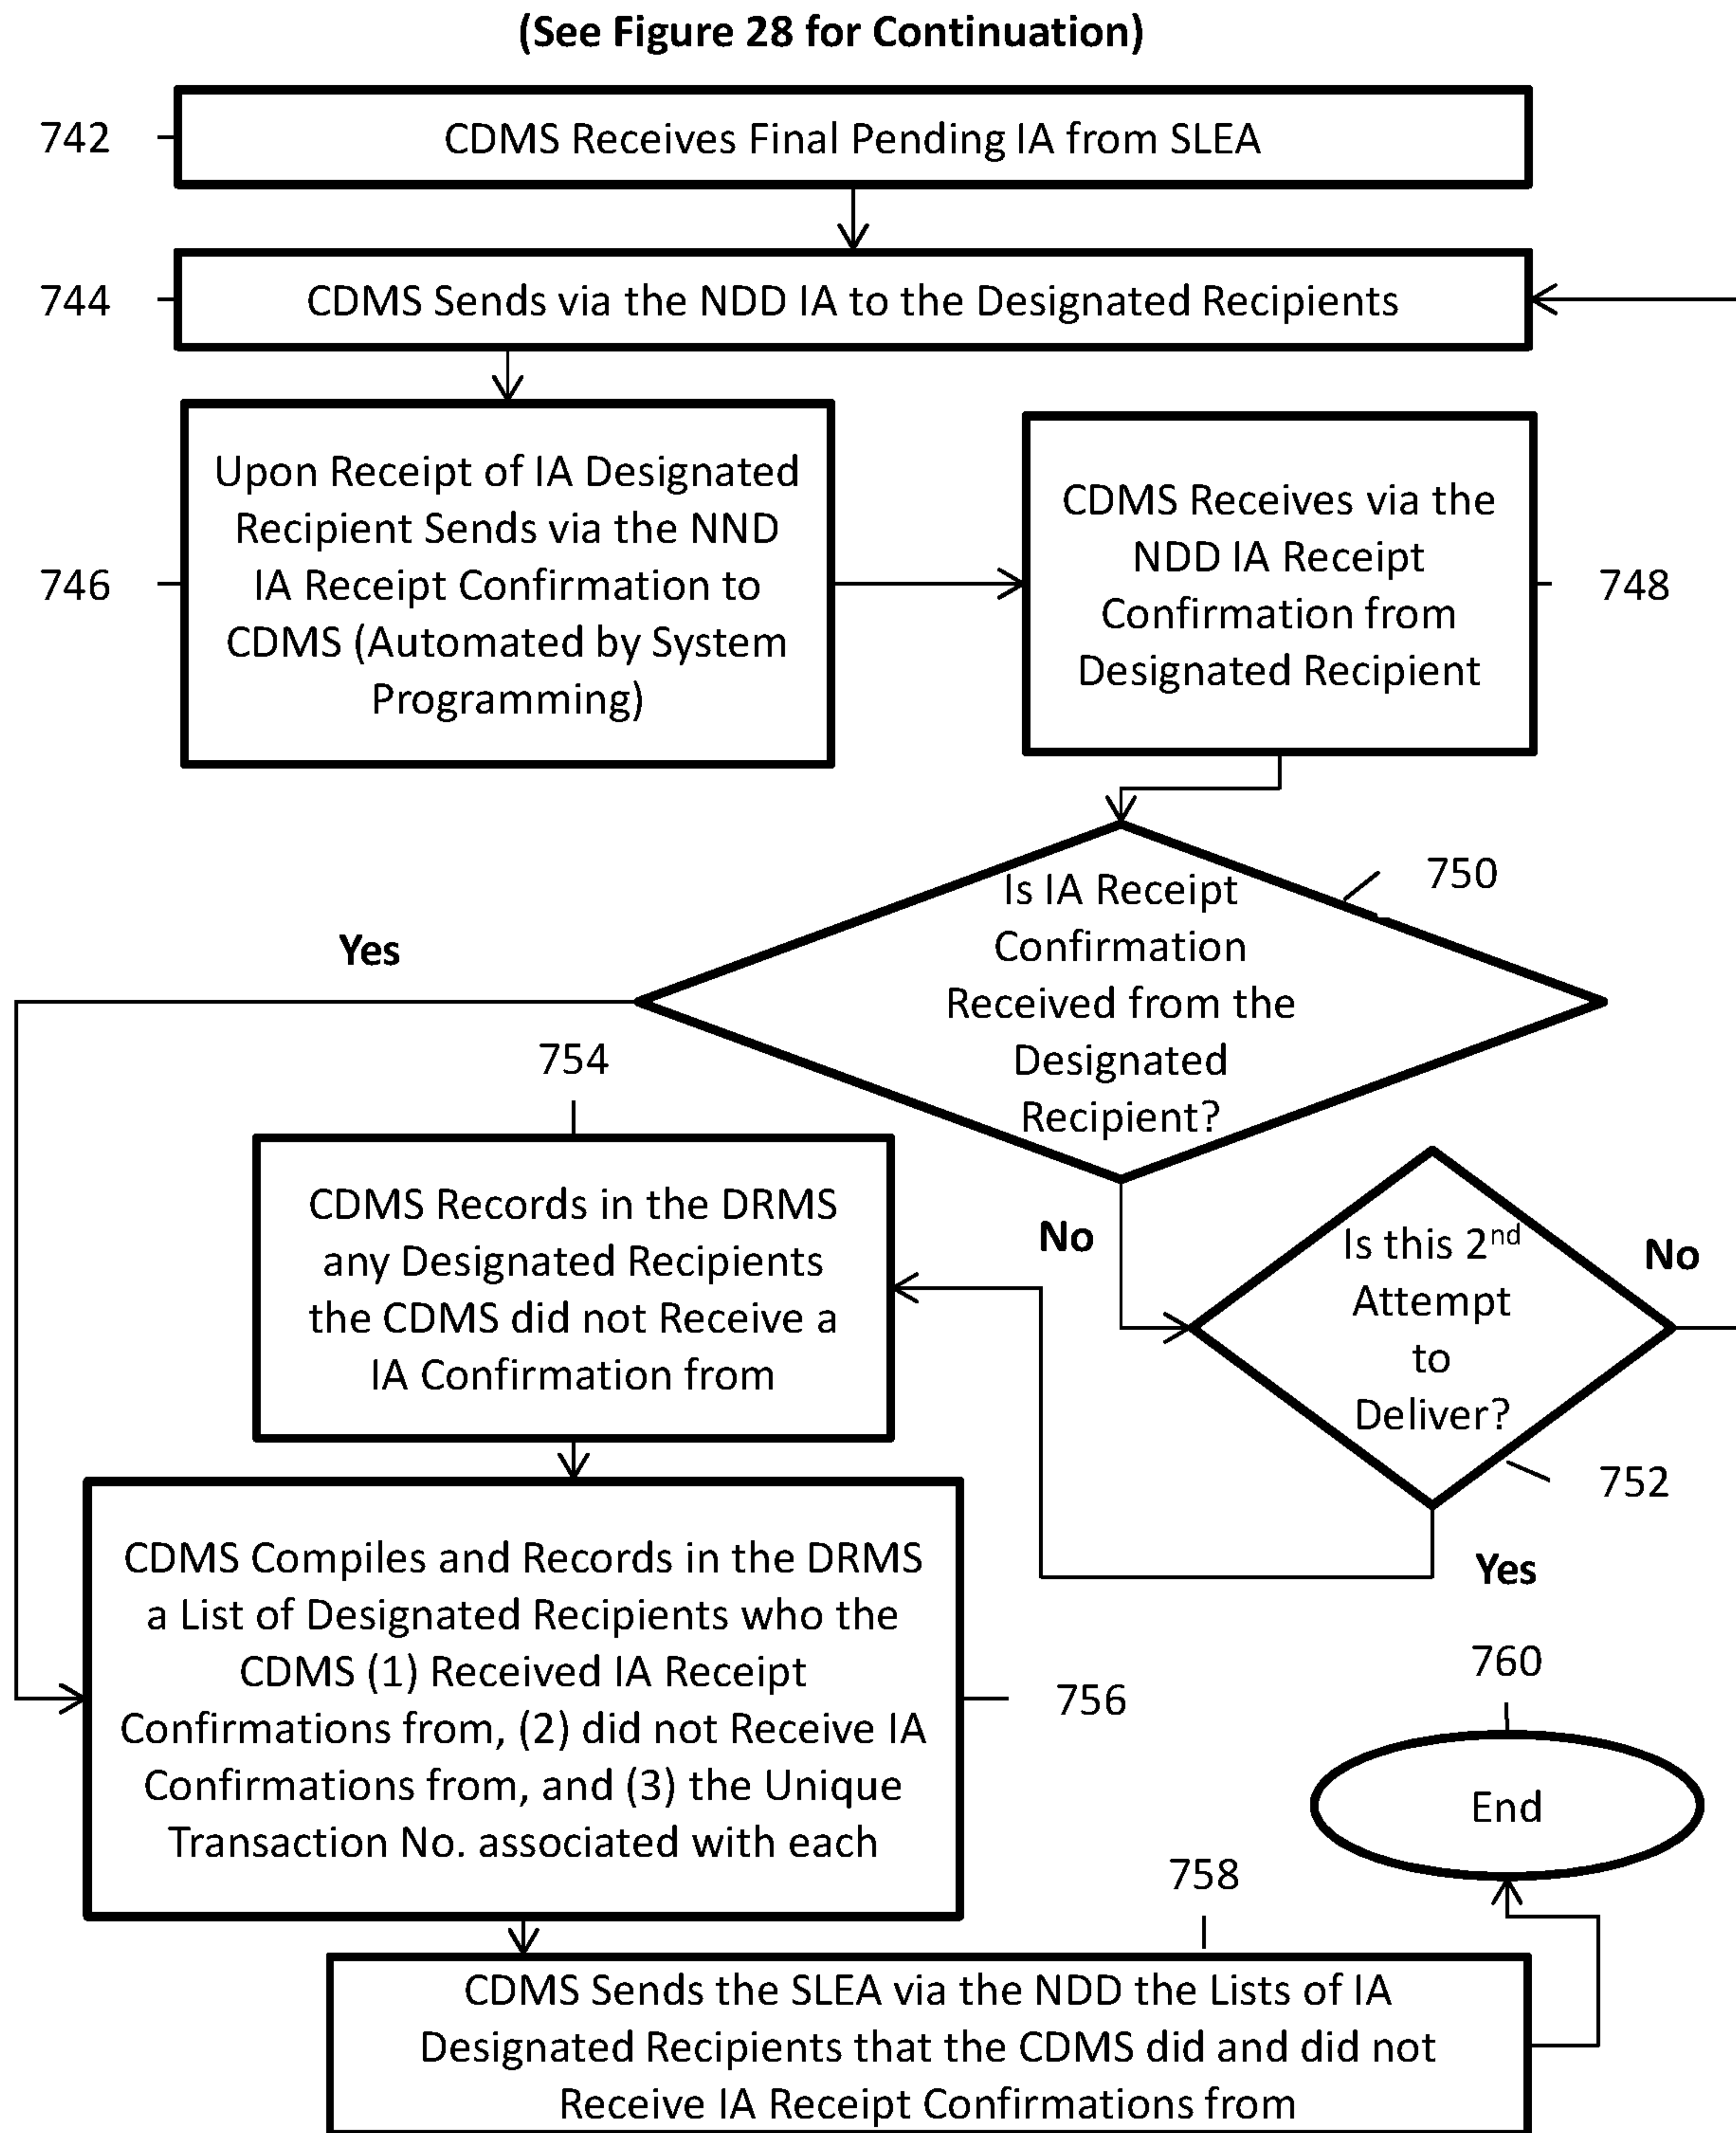 (See Figure 28 for Continuation)
742
CDMS Receives Final Pending IA from SLEA
744
CDMS Sends via the NDD IA to the Designated Recipients
746
Upon Receipt of IA Designated
Recipient Sends via the NND
IA Receipt Confirmation to
CDMS (Automated by System
Programming)
CDMS Receives via the
NDD IA Receipt
Confirmation from
Designated Recipient
748
750
Is IA Receipt
Confirmation
Received from the
Designated
Recipient?
Yes
No
Is this 2nd
Attempt
to
Deliver?
No
752
Yes
754
CDMS Records in the DRMS
any Designated Recipients
the CDMS did not Receive a
IA Confirmation from
CDMS Compiles and Records in the DRMS
a List of Designated Recipients who the
CDMS (1) Received IA Receipt
Confirmations from, (2) did not Receive IA
Confirmations from, and (3) the Unique
Transaction No. associated with each
756
758
CDMS Sends the SLEA via the NDD the Lists of IA
Designated Recipients that the CDMS did and did not
Receive IA Receipt Confirmations from
760
End